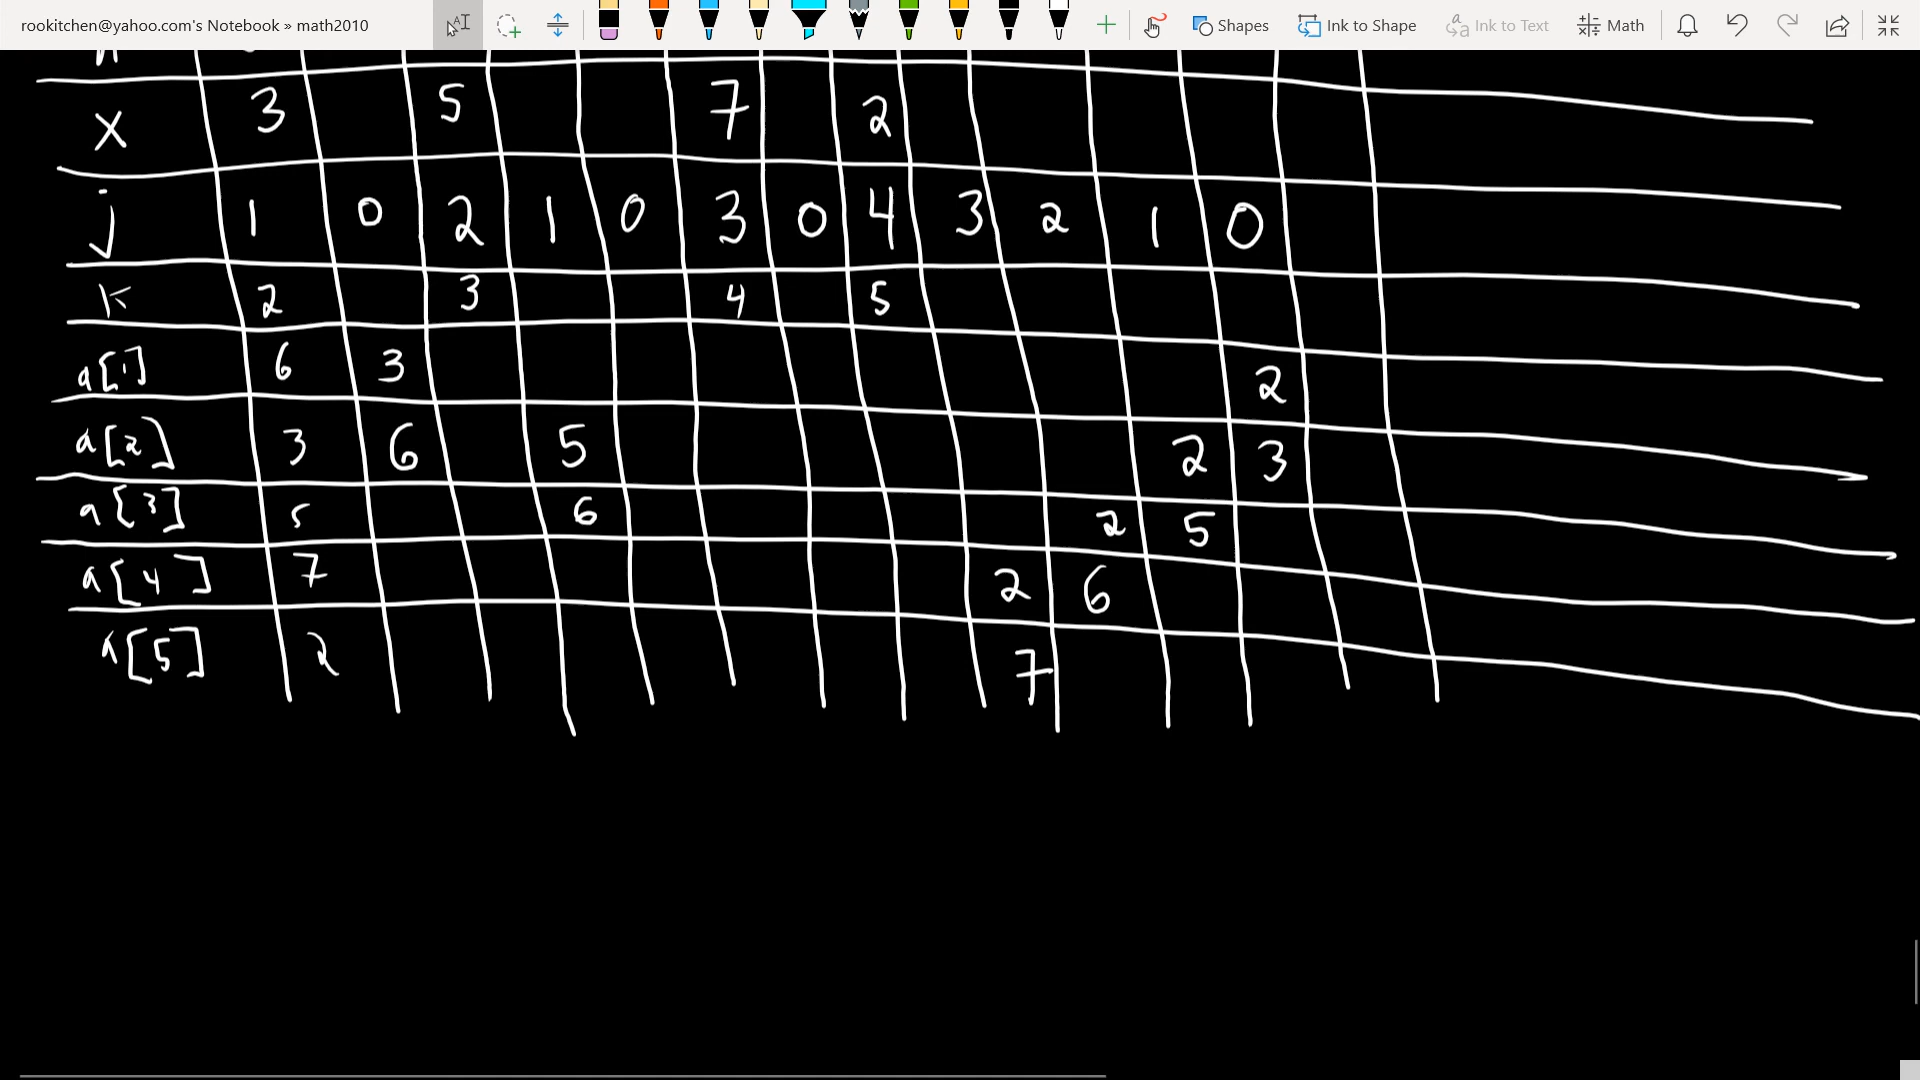 rookitchen@yahoo.com's Notebook » math2010 Shapes Ink to Shape Ink to Text Math
x 3 5 7 2
j 1 0 2 1 0 3 0 4 3 2 1 0
k 2 3 4 5
a[1] 6 3 2
a[2] 3 6 5 2 3
a[3] 5 6 2 5
a[4] 7 2 6
a[5] 2 7